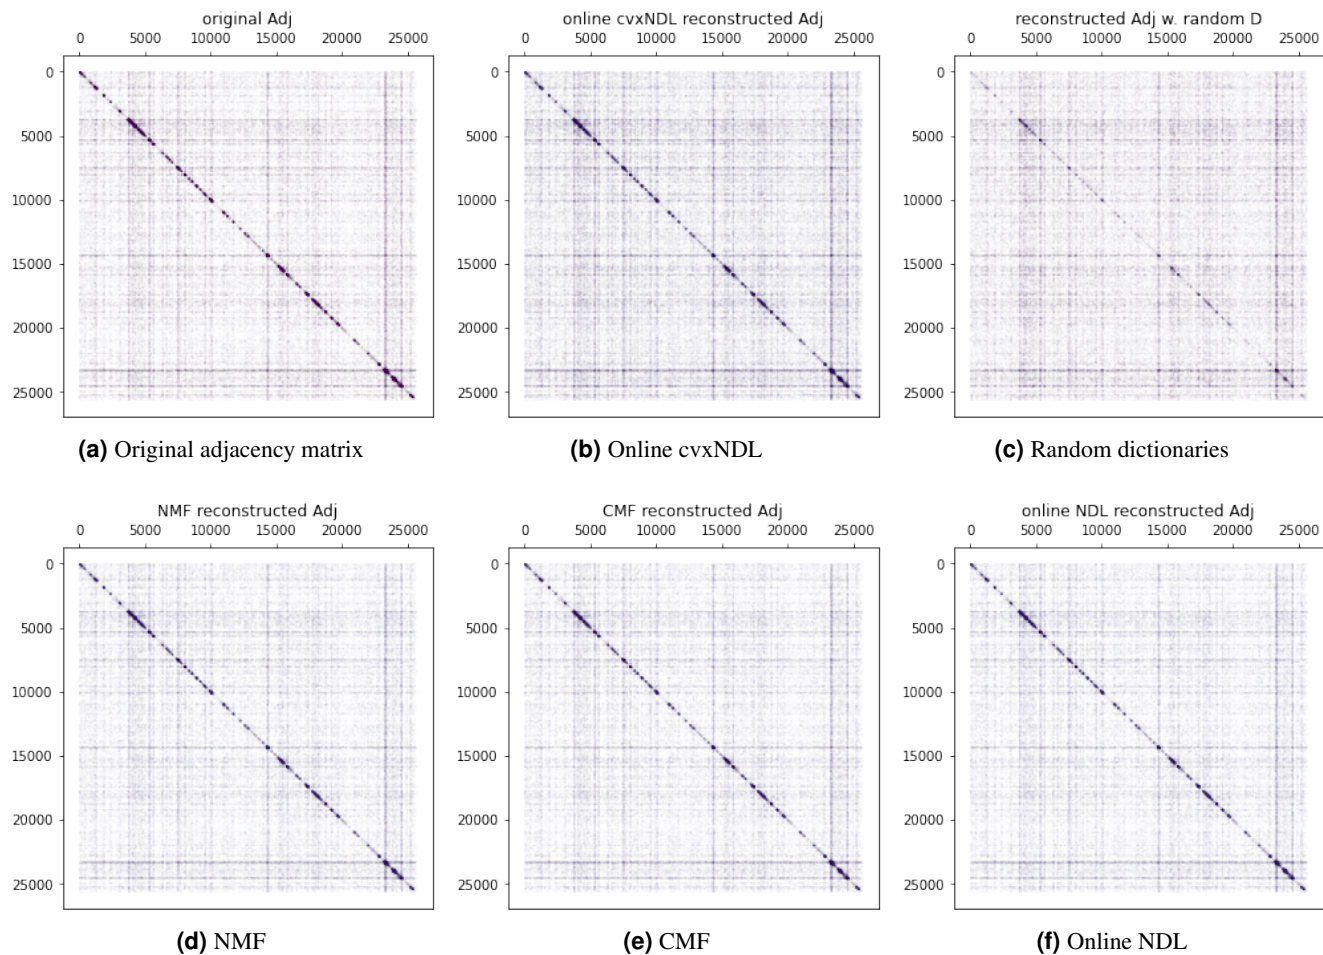 original Adj
0 5000 10000 15000 20000 25000
0
5000
10000
15000
20000
25000
(a) Original adjacency matrix
online cvxNDL reconstructed Adj
0 5000 10000 15000 20000 25000
0
5000
10000
15000
20000
25000
(b) Online cvxNDL
reconstructed Adj w. random D
0 5000 10000 15000 20000 25000
0
5000
10000
15000
20000
25000
(c) Random dictionaries
NMF reconstructed Adj
0 5000 10000 15000 20000 25000
0
5000
10000
15000
20000
25000
(d) NMF
CMF reconstructed Adj
0 5000 10000 15000 20000 25000
0
5000
10000
15000
20000
25000
(e) CMF
online NDL reconstructed Adj
0 5000 10000 15000 20000 25000
0
5000
10000
15000
20000
25000
(f) Online NDL